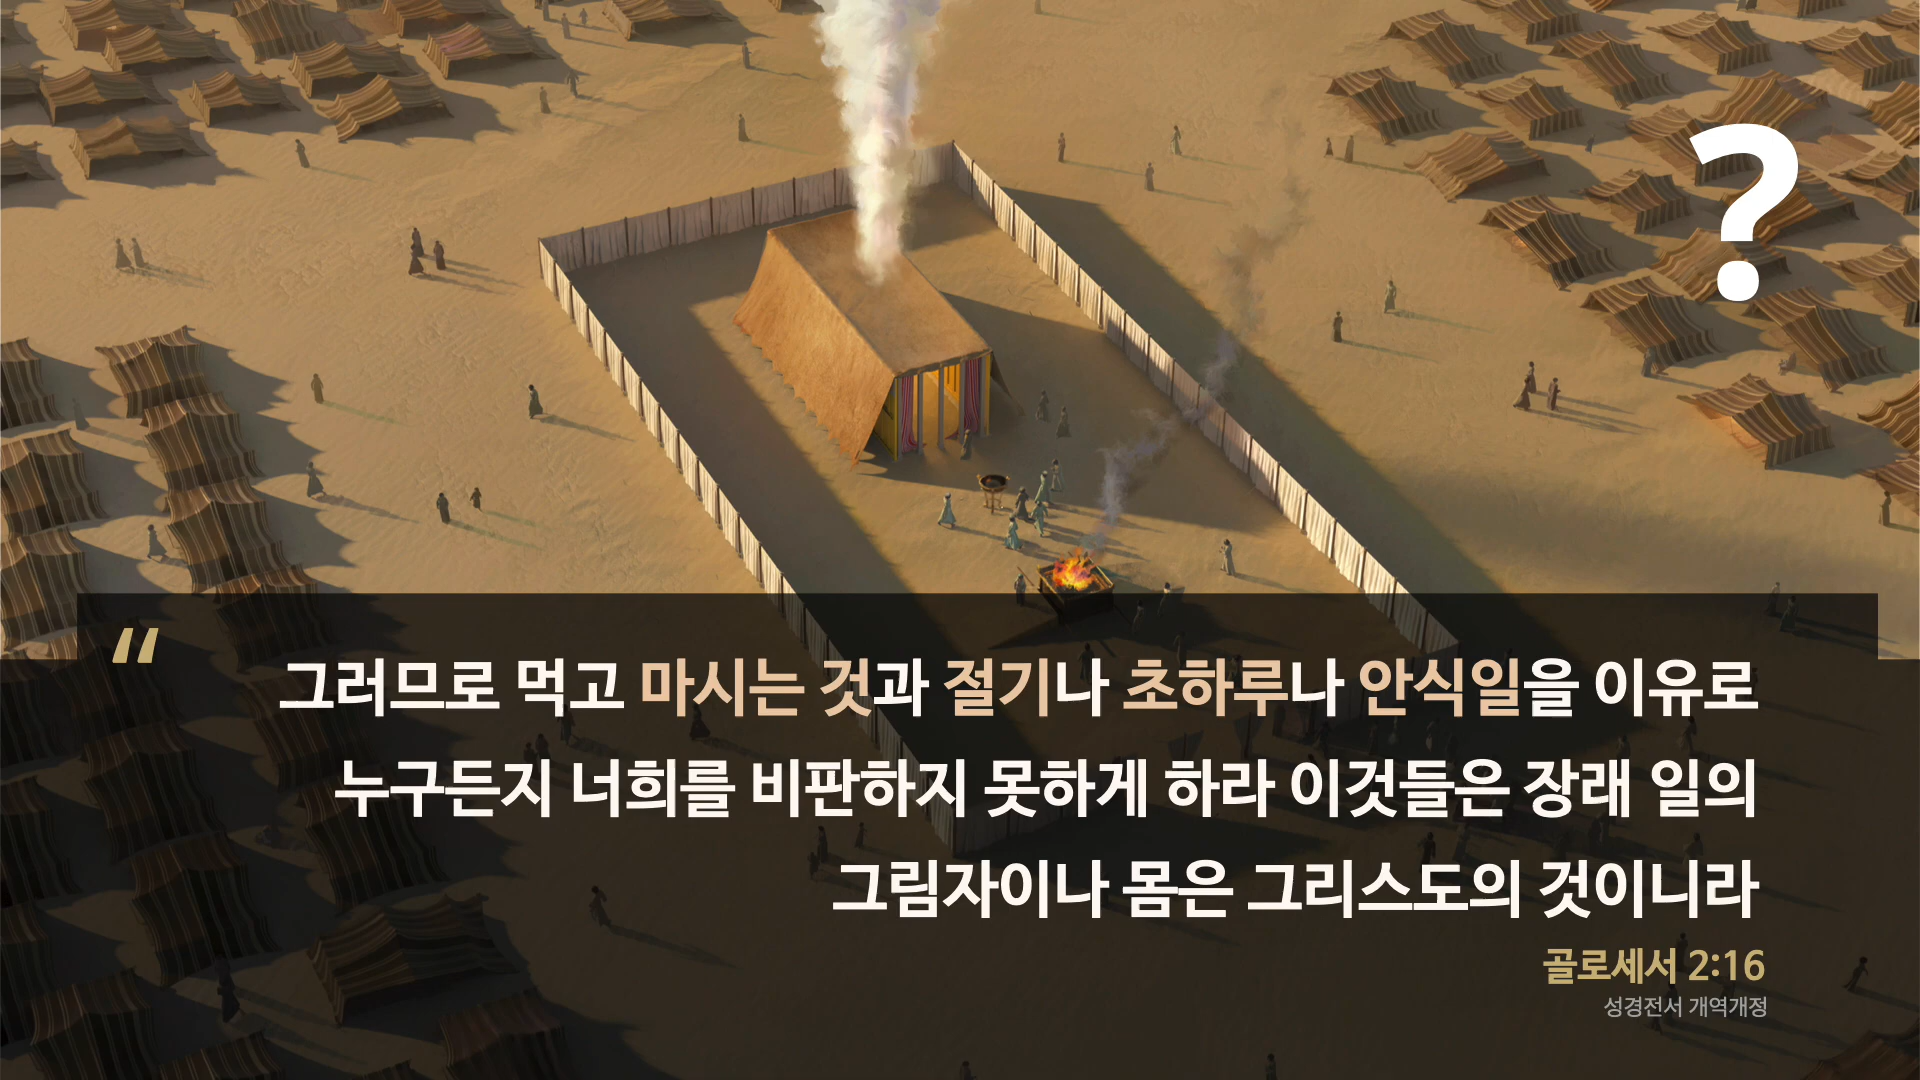 ?
“
그러므로 먹고 마시는 것과 절기나 초하루나 안식일을 이유로
누구든지 너희를 비판하지 못하게 하라 이것들은 장래 일의
그림자이나 몸은 그리스도의 것이니라
골로세서 2:16
성경전서 개역개정